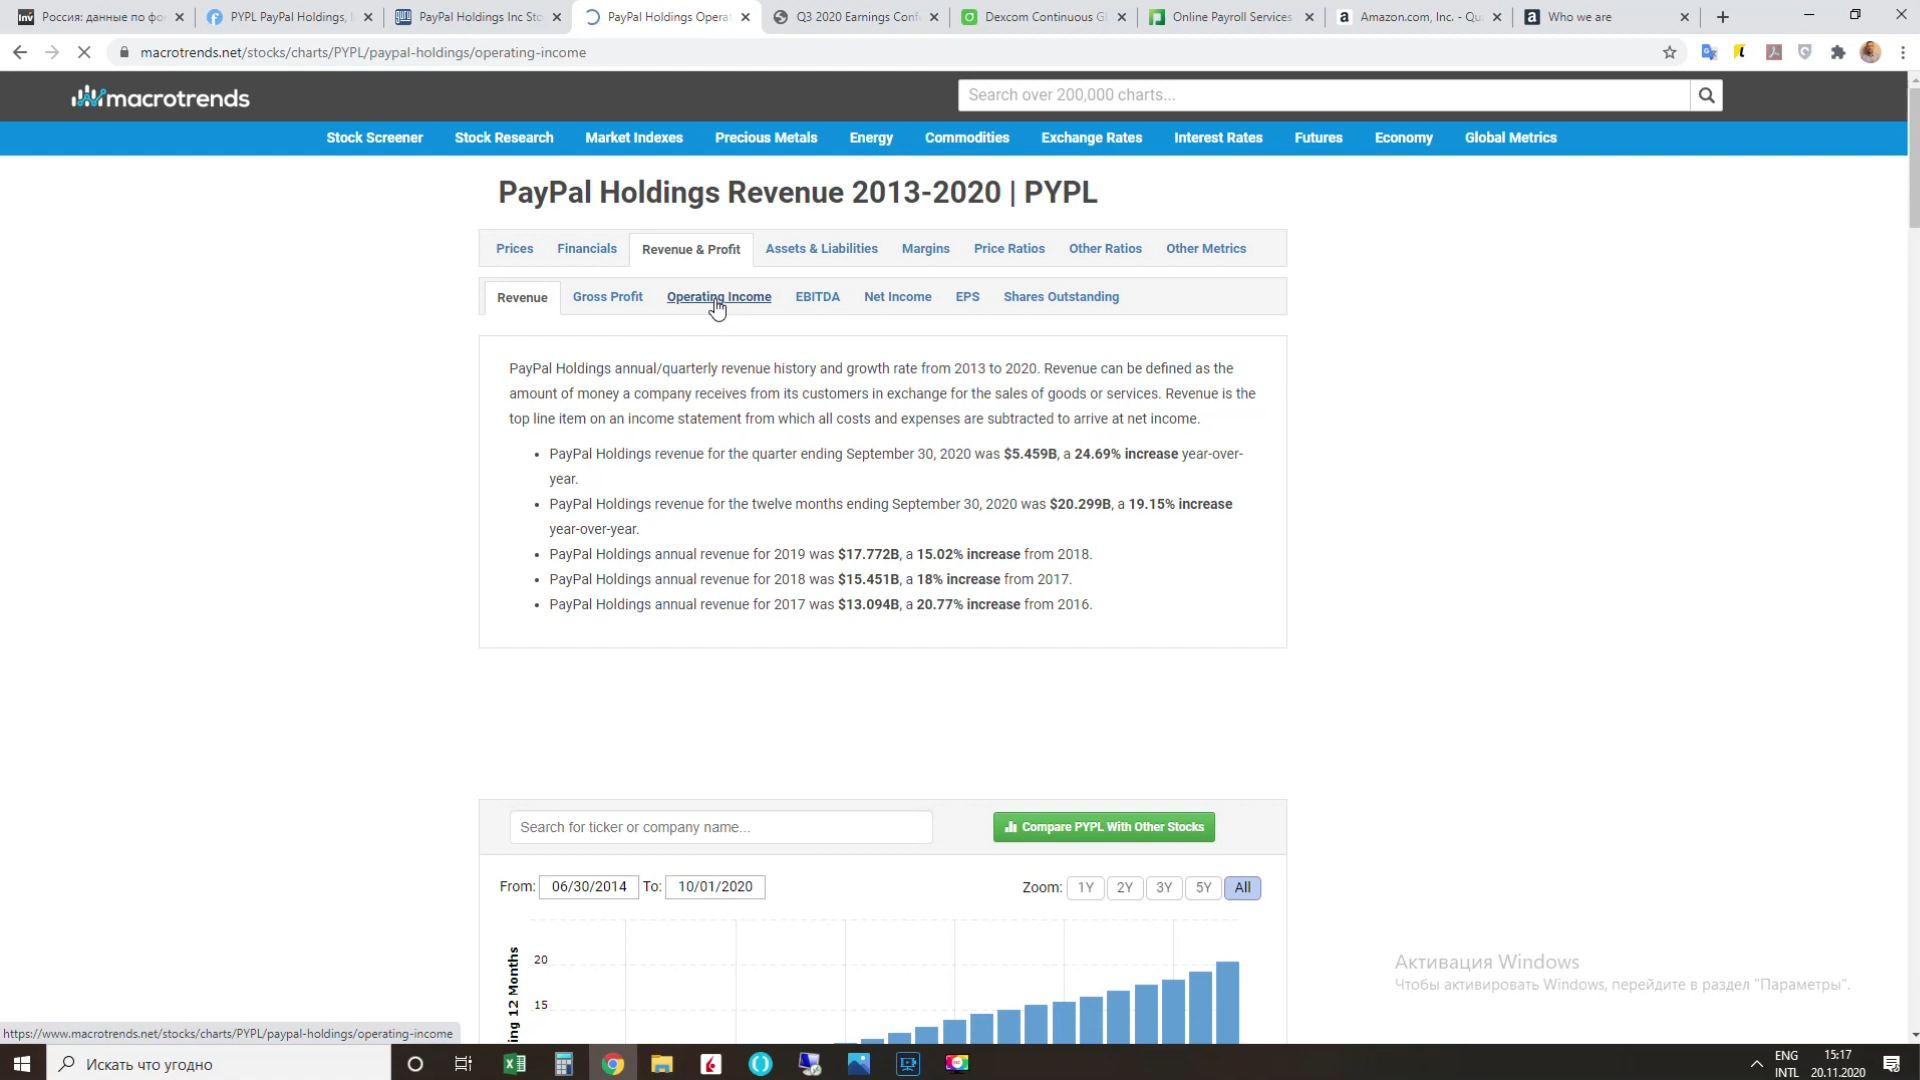 Россия: данные по фо
PYPL PayPal Holdings, I
PayPal Holdings Inc Sto
PayPal Holdings Opera
Q3 2020 Earnings Conf
Dexcom Continuous Gl
Online Payroll Services
Amazon.com, Inc. - Qu
Who we are
macrotrends.net/stocks/charts/PYPL/paypal-holdings/operating-income
macrotrends
Search over 200,000 charts...
Stock Screener Stock Research Market Indexes Precious Metals Energy Commodities Exchange Rates Interest Rates Futures Economy Global Metrics
PayPal Holdings Revenue 2013-2020 | PYPL
Prices Financials Revenue & Profit Assets & Liabilities Margins Price Ratios Other Ratios Other Metrics
Revenue Gross Profit Operating Income EBITDA Net Income EPS Shares Outstanding
PayPal Holdings annual/quarterly revenue history and growth rate from 2013 to 2020. Revenue can be defined as the
amount of money a company receives from its customers in exchange for the sales of goods or services. Revenue is the
top line item on an income statement from which all costs and expenses are subtracted to arrive at net income.
• PayPal Holdings revenue for the quarter ending September 30, 2020 was $5.459B, a 24.69% increase year-over-
year.
• PayPal Holdings revenue for the twelve months ending September 30, 2020 was $20.299B, a 19.15% increase
year-over-year.
• PayPal Holdings annual revenue for 2019 was $17.772B, a 15.02% increase from 2018.
• PayPal Holdings annual revenue for 2018 was $15.451B, a 18% increase from 2017.
• PayPal Holdings annual revenue for 2017 was $13.094B, a 20.77% increase from 2016.
Search for ticker or company name...
Compare PYPL With Other Stocks
From: 06/30/2014 To: 10/01/2020
Zoom: 1Y 2Y 3Y 5Y All
20
15
ing 12 Months
Активация Windows
Чтобы активировать Windows, перейдите в раздел "Параметры".
https://www.macrotrends.net/stocks/charts/PYPL/paypal-holdings/operating-income
Искать что угодно
ENG
INTL
15:17
20.11.2020